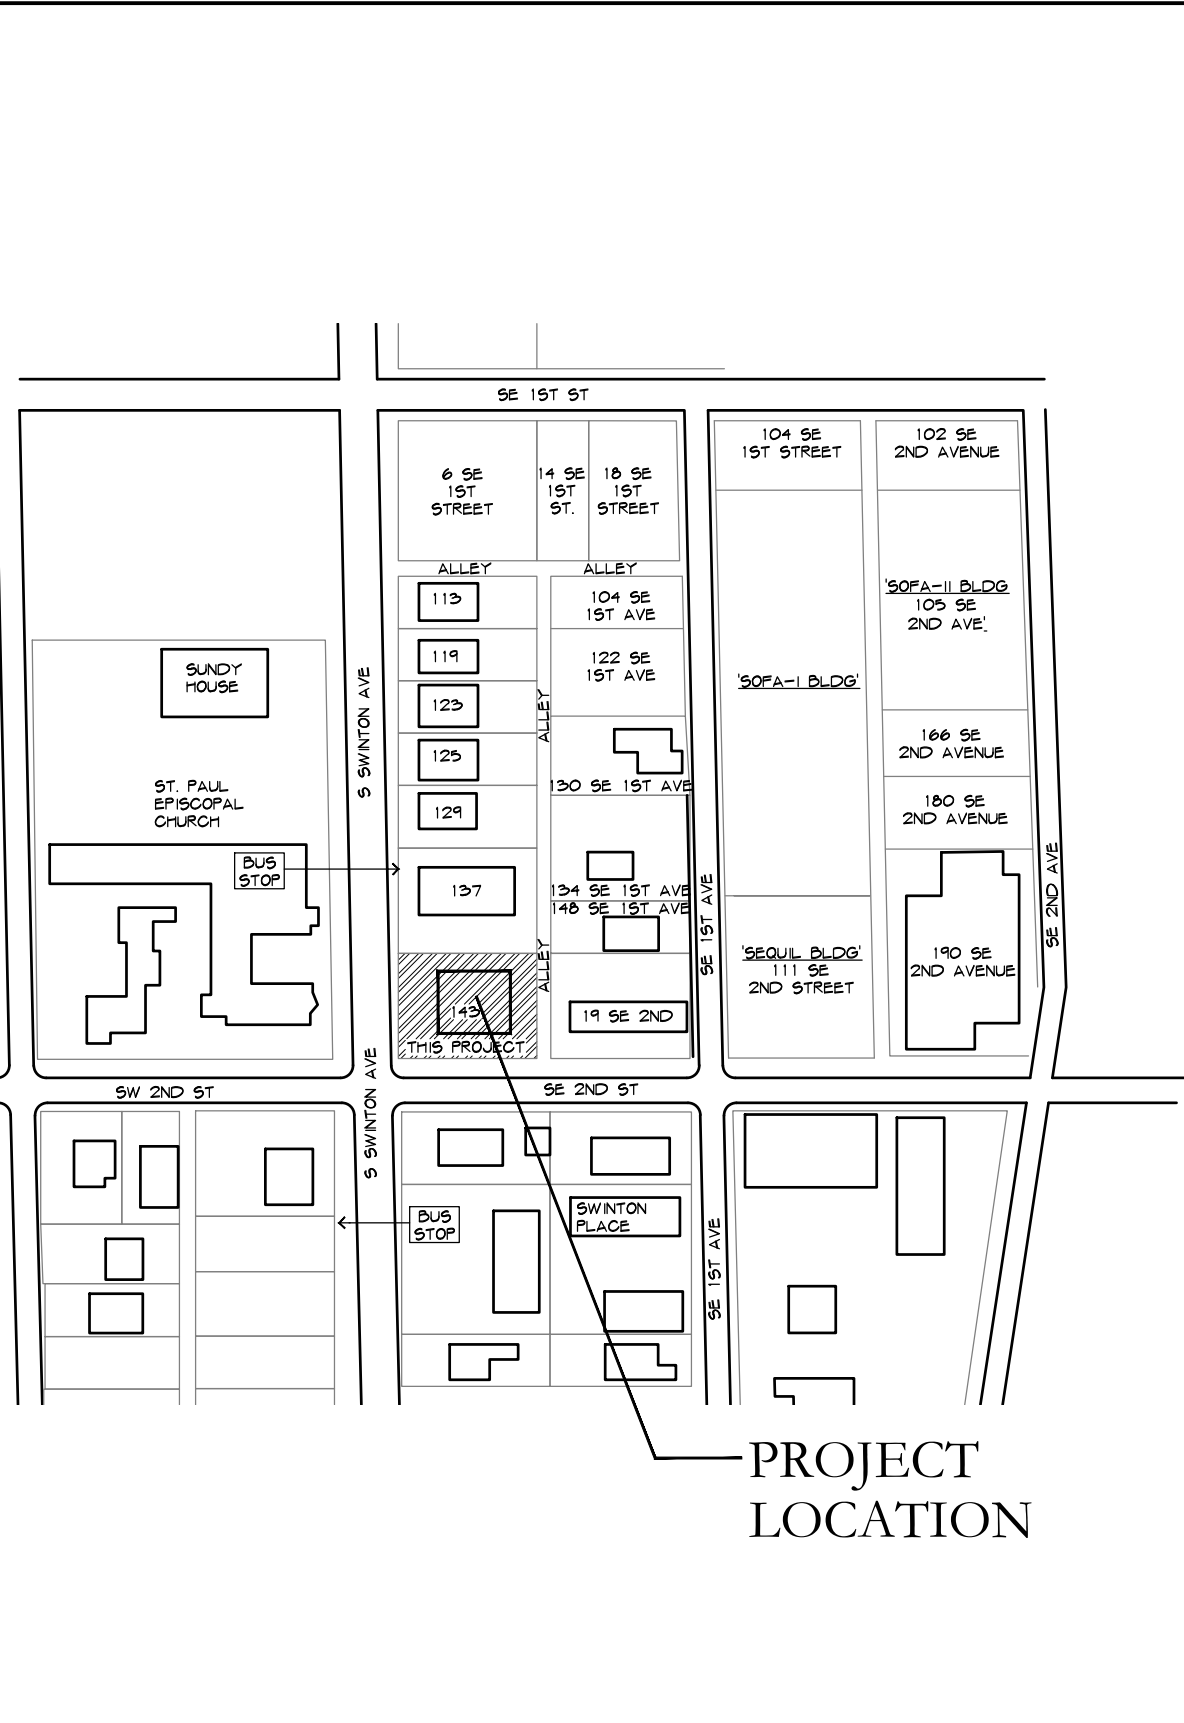 SE 1ST ST
6 SE
1ST
STREET
14 SE
1ST
ST.
18 SE
1ST
STREET
104 SE
1ST STREET
102 SE
2ND AVENUE
ALLEY
ALLEY
113
104 SE
1ST AVE
'SOFA-II BLDG
105 SE
2ND AVE'
119
122 SE
1ST AVE
SUNDY
HOUSE
S SWINTON AVE
123
ALLEY
'SOFA-I BLDG'
125
166 SE
2ND AVENUE
130 SE 1ST AVE
ST. PAUL
EPISCOPAL
CHURCH
129
180 SE
2ND AVENUE
BUS
STOP
137
134 SE 1ST AVE
148 SE 1ST AVE
SE 1ST AVE
SE 2ND AVE
ALLEY
'SEQUIL BLDG'
111 SE
2ND STREET
190 SE
2ND AVENUE
143
19 SE 2ND
THIS PROJECT
SW 2ND ST
S SWINTON AVE
SE 2ND ST
BUS
STOP
SWINTON
PLACE
SE 1ST AVE
PROJECT
LOCATION